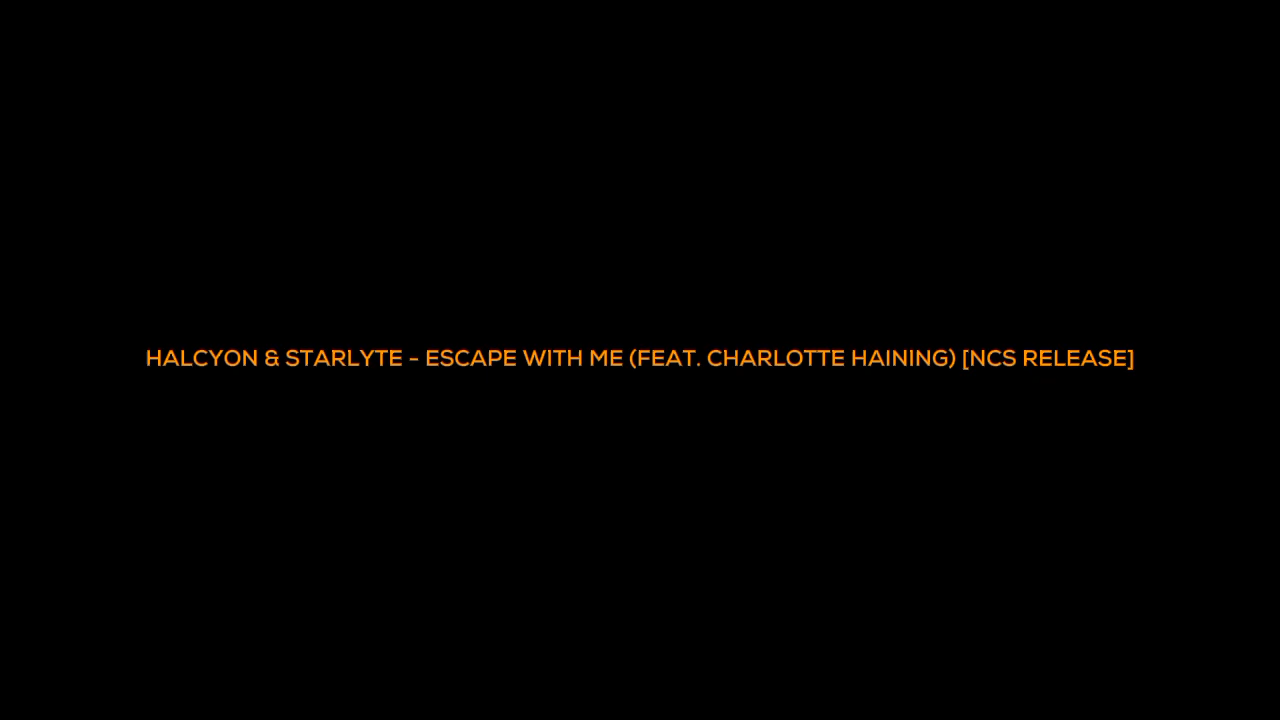 HALCYON & STARLYTE - ESCAPE WITH ME (FEAT. CHARLOTTE HAINING) [NCS RELEASE]